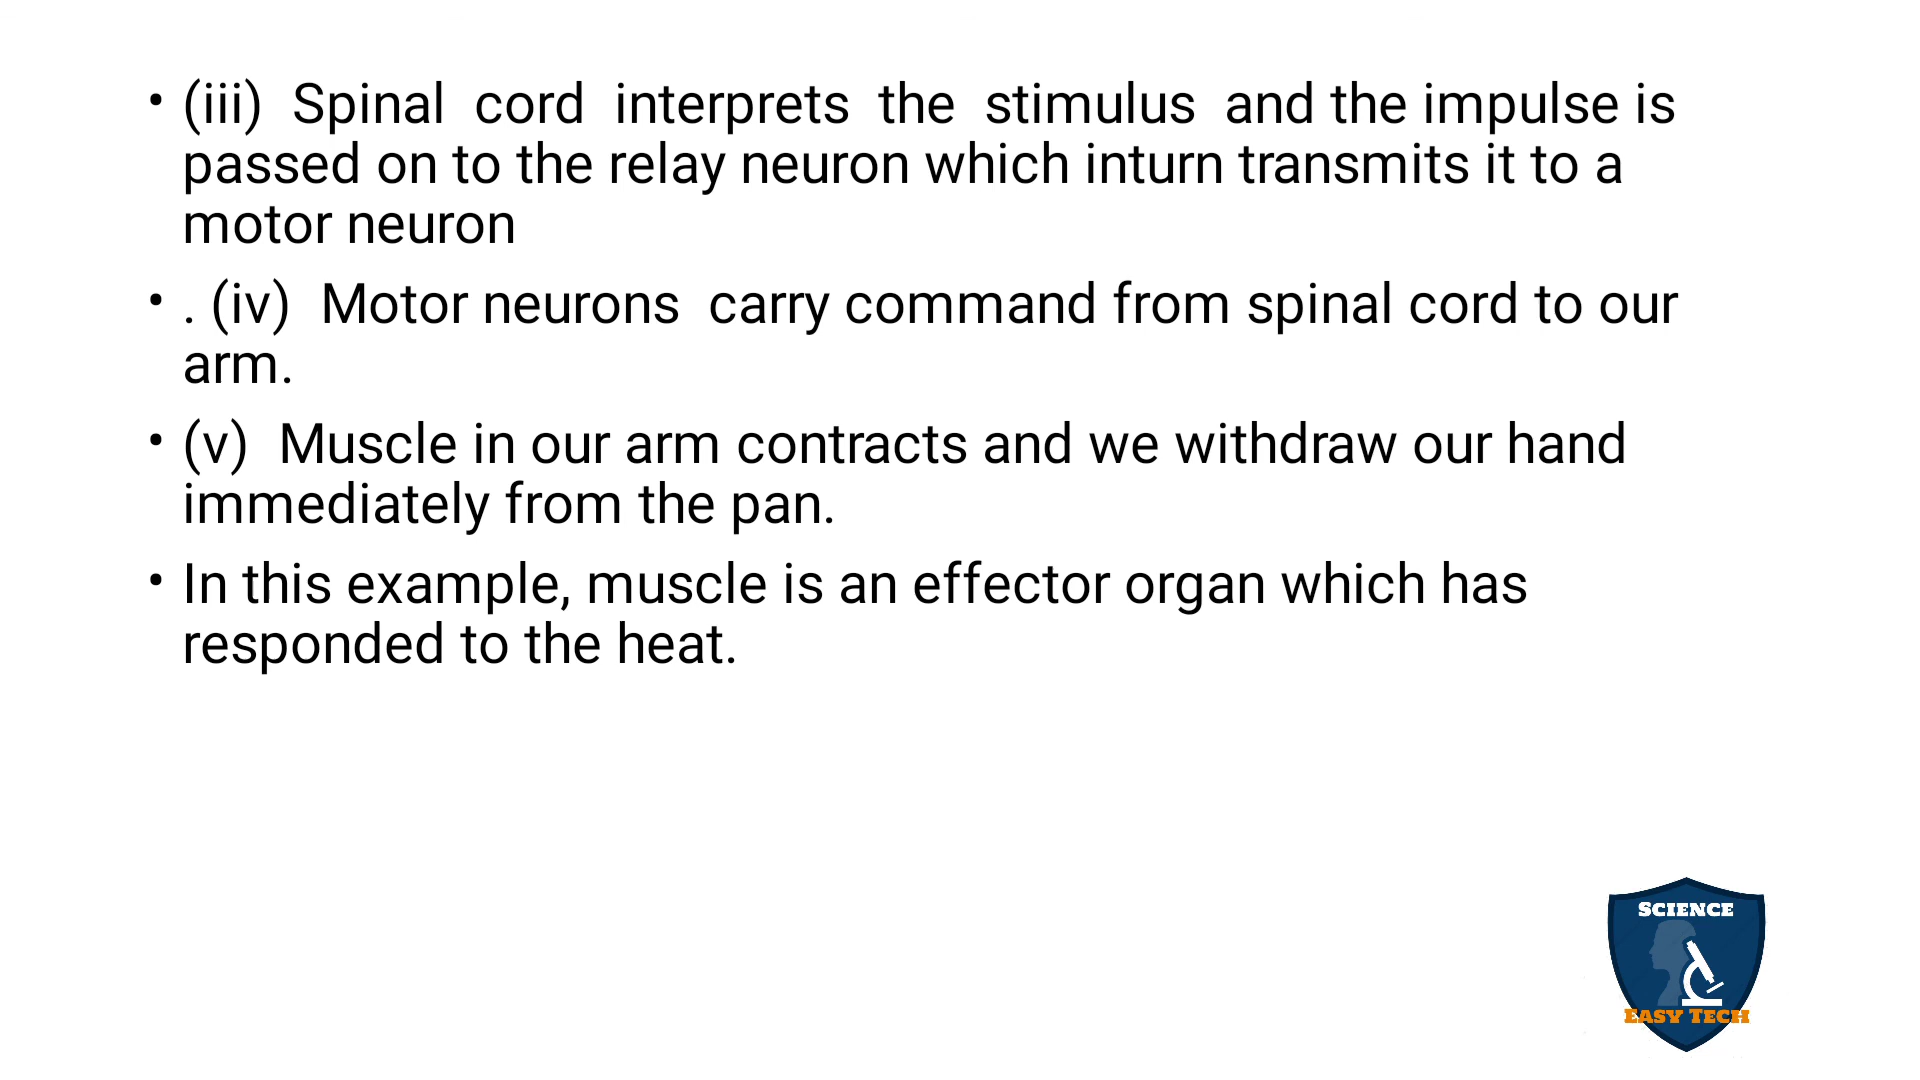 • (iii) Spinal cord interprets the stimulus and the impulse is
passed on to the relay neuron which inturn transmits it to a
motor neuron
• . (iv) Motor neurons carry command from spinal cord to our
arm.
• (v) Muscle in our arm contracts and we withdraw our hand
immediately from the pan.
• In this example, muscle is an effector organ which has
responded to the heat.
SCIENCE
EASY TECH